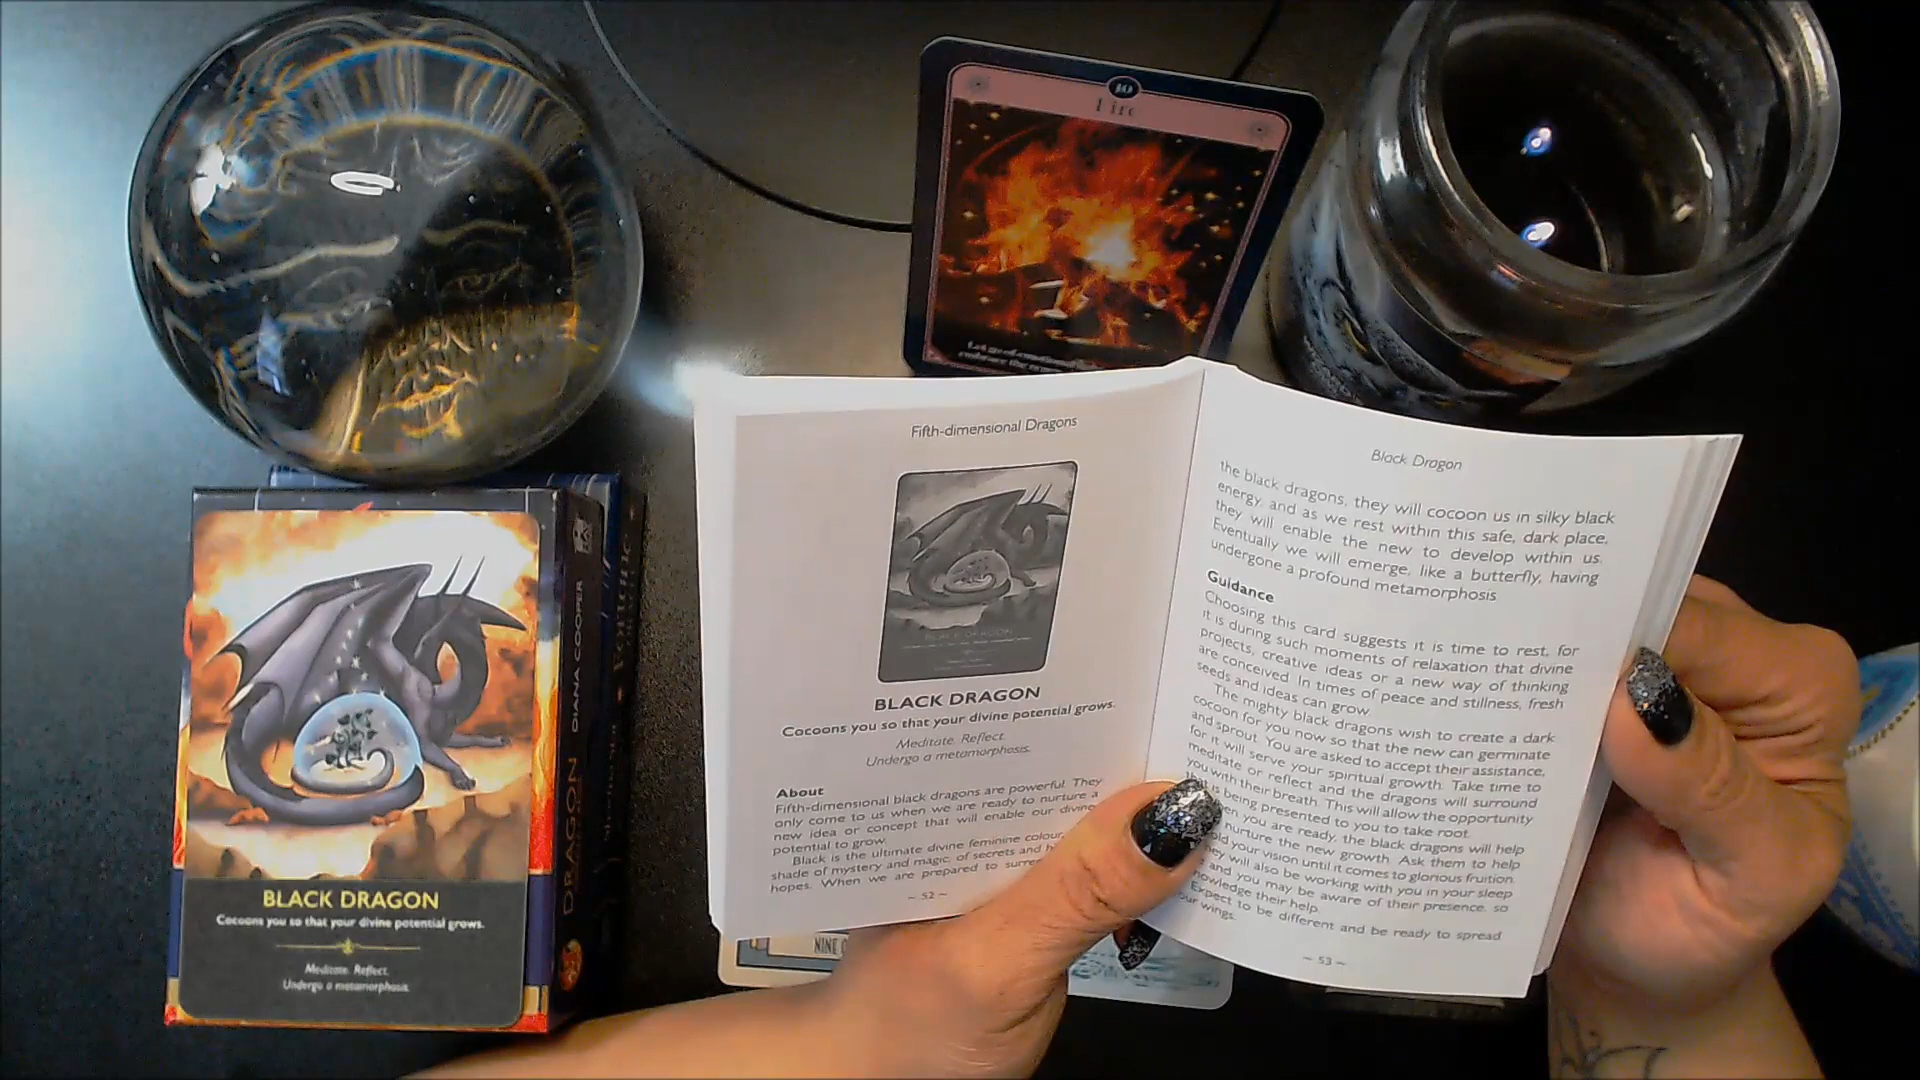 10
Fire
Let go of emotional
embrace the
BLACK DRAGON
Cocoons you so that your divine potential grows.
Meditate. Reflect.
Undergo a metamorphosis.
DRAGON
DIANA COOPER
Fifth-dimensional Dragons
BLACK DRAGON
Cocoons you so that your divine potential grows.
Meditate. Reflect.
Undergo a metamorphosis.
About
Fifth-dimensional black dragons are powerful. They
only come to us when we are ready to nurture a
new idea or concept that will enable our divine
potential to grow.
Black is the ultimate divine feminine colour,
shade of mystery and magic, of secrets and
hopes. When we are prepared to
~ 52 ~
Black Dragon
the black dragons, they will cocoon us in silky black
energy, and as we rest within this safe, dark place,
they will enable the new to develop within us.
Eventually we will emerge, like a butterfly, having
undergone a profound metamorphosis.
Guidance
Choosing this card suggests it is time to rest, for
it is during such moments of relaxation that divine
projects, creative ideas or a new way of thinking
are conceived. In times of peace and stillness, fresh
seeds and ideas can grow.
The mighty black dragons wish to create a dark
cocoon for you now so that the new can germinate
and sprout. You are asked to accept their assistance,
for it will serve your spiritual growth. Take time to
meditate or reflect and the dragons will surround
you with their breath. This will allow the opportunity
that is being presented to you to take root.
you are ready, the black dragons will help
nurture the new growth. Ask them to help
your vision until it comes to glorious fruition.
They will also be working with you in your sleep
and you may be aware of their presence, so
their help.
Expect to be different and be ready to spread
your wings.
~ 53 ~
NINE